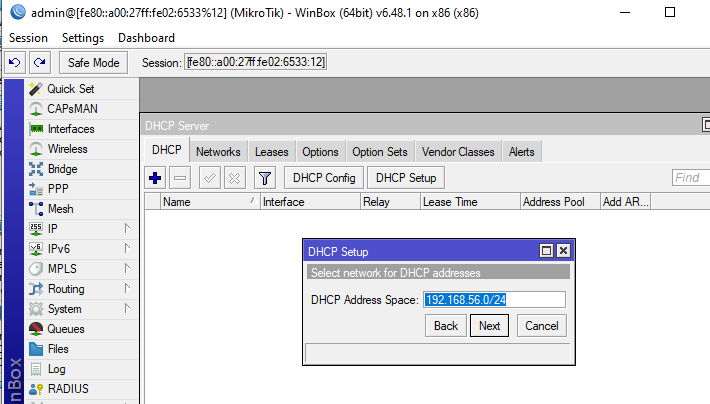 admin@[fe80::a00:27ff:fe02:6533%12] (MikroTik) - WinBox (64bit) v6.48.1 on x86 (x86)
Session Settings Dashboard
Safe Mode Session: [fe80::a00:27ff:fe02:6533:12]
Quick Set
CAPsMAN
Interfaces
Wireless
Bridge
PPP
Mesh
IP
IPv6
MPLS
Routing
System
Queues
Files
Log
RADIUS
nBox
DHCP Server
DHCP Networks Leases Options Option Sets Vendor Classes Alerts
DHCP Config DHCP Setup Find
Name Interface Relay Lease Time Address Pool Add AR...
DHCP Setup
Select network for DHCP addresses
DHCP Address Space: 192.168.56.0/24
Back Next Cancel